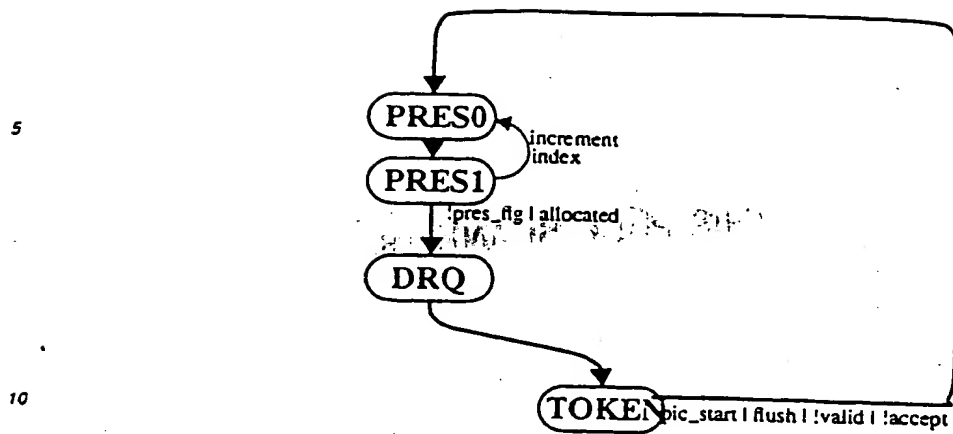 5
PRES0
increment
index
PRES1
!pres_flg | allocated
DRQ
10
TOKEN
pic_start | flush | !valid | !accept